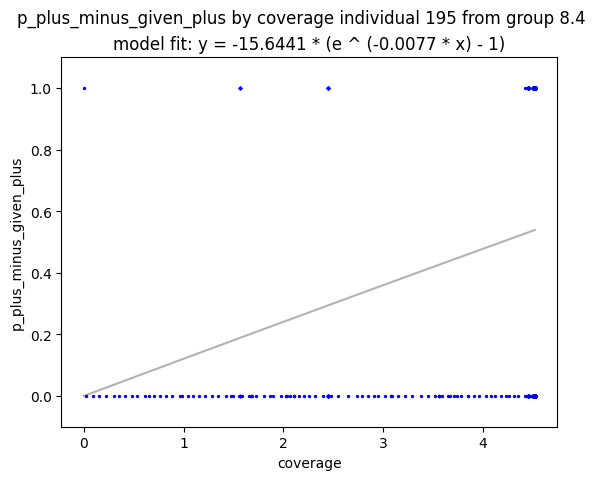 p_plus_minus_given_plus by coverage individual 195 from group 8.4
model fit: y = -15.6441 * (e ^ (-0.0077 * x) - 1)
1.0
0.8
0.6
0.4
0.2
0.0
p_plus_minus_given_plus
0 1 2 3 4
coverage